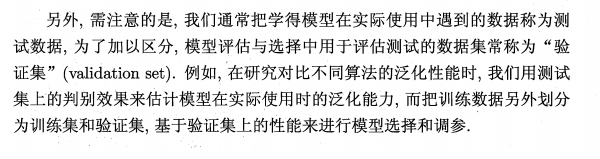 另外, 需注意的是, 我们通常把学得模型在实际使用中遇到的数据称为测
试数据, 为了加以区分, 模型评估与选择中用于评估测试的数据集常称为“验
证集”(validation set). 例如, 在研究对比不同算法的泛化性能时, 我们用测试
集上的判别效果来估计模型在实际使用时的泛化能力, 而把训练数据另外划分
为训练集和验证集, 基于验证集上的性能来进行模型选择和调参.